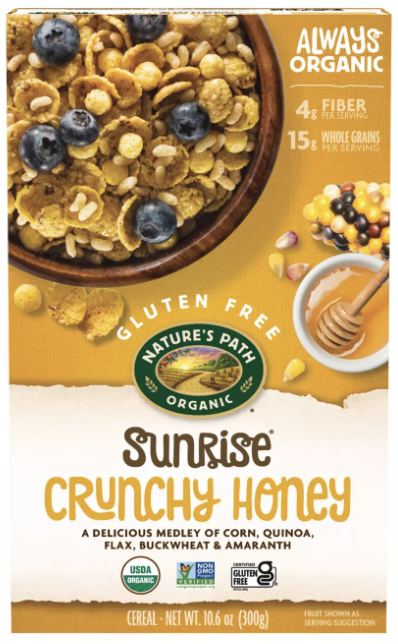 ALWAYS
ORGANIC
4g FIBER
PER SERVING
15g WHOLE GRAINS
PER SERVING
GLUTEN FREE
NATURE'S PATH
ORGANIC
®
SUNRISE®
CRUNCHY HONEY
A DELICIOUS MEDLEY OF CORN, QUINOA,
FLAX, BUCKWHEAT & AMARANTH
USDA
ORGANIC
NON
GMO
Project
VERIFIED
nongmoproject.org
CERTIFIED
GLUTEN
FREE
CEREAL · NET WT. 10.6 oz (300g)
FRUIT SHOWN AS
SERVING SUGGESTION